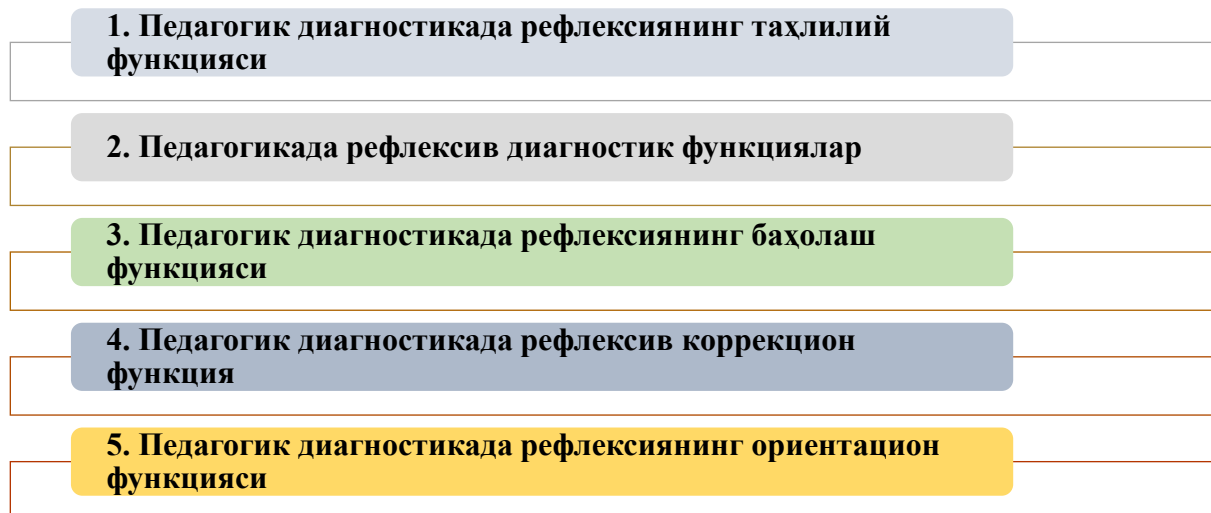 1. Педагогик диагностикада рефлексиянинг таҳлилий
функцияси
2. Педагогикада рефлексив диагностик функциялар
3. Педагогик диагностикада рефлексиянинг баҳолаш
функцияси
4. Педагогик диагностикада рефлексив коррекцион
функция
5. Педагогик диагностикада рефлексиянинг ориентацион
функцияси